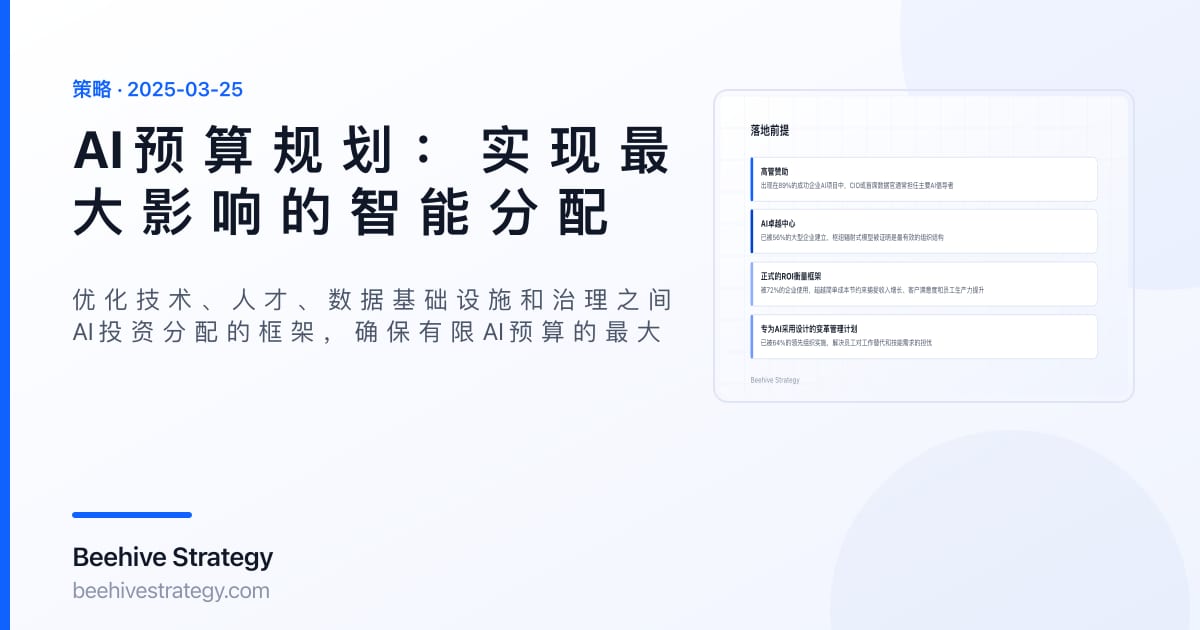 策略 · 2025-03-25
AI预算规划：实现最
大影响的智能分配
优化技术、人才、数据基础设施和治理之间
AI投资分配的框架，确保有限AI预算的最大
Beehive Strategy
beehivestrategy.com
落地前提
高管赞助
出现在89%的成功企业AI项目中，CIO或首席数据官通常担任主要AI倡导者
AI卓越中心
已被56%的大型企业建立，枢纽辐射式模型被证明是最有效的组织结构
正式的ROI衡量框架
被72%的企业使用，超越简单成本节约来捕捉收入增长、客户满意度和员工生产力提升
专为AI采用设计的变革管理计划
已被64%的领先组织实施，解决员工对工作替代和技能需求的担忧
Beehive Strategy